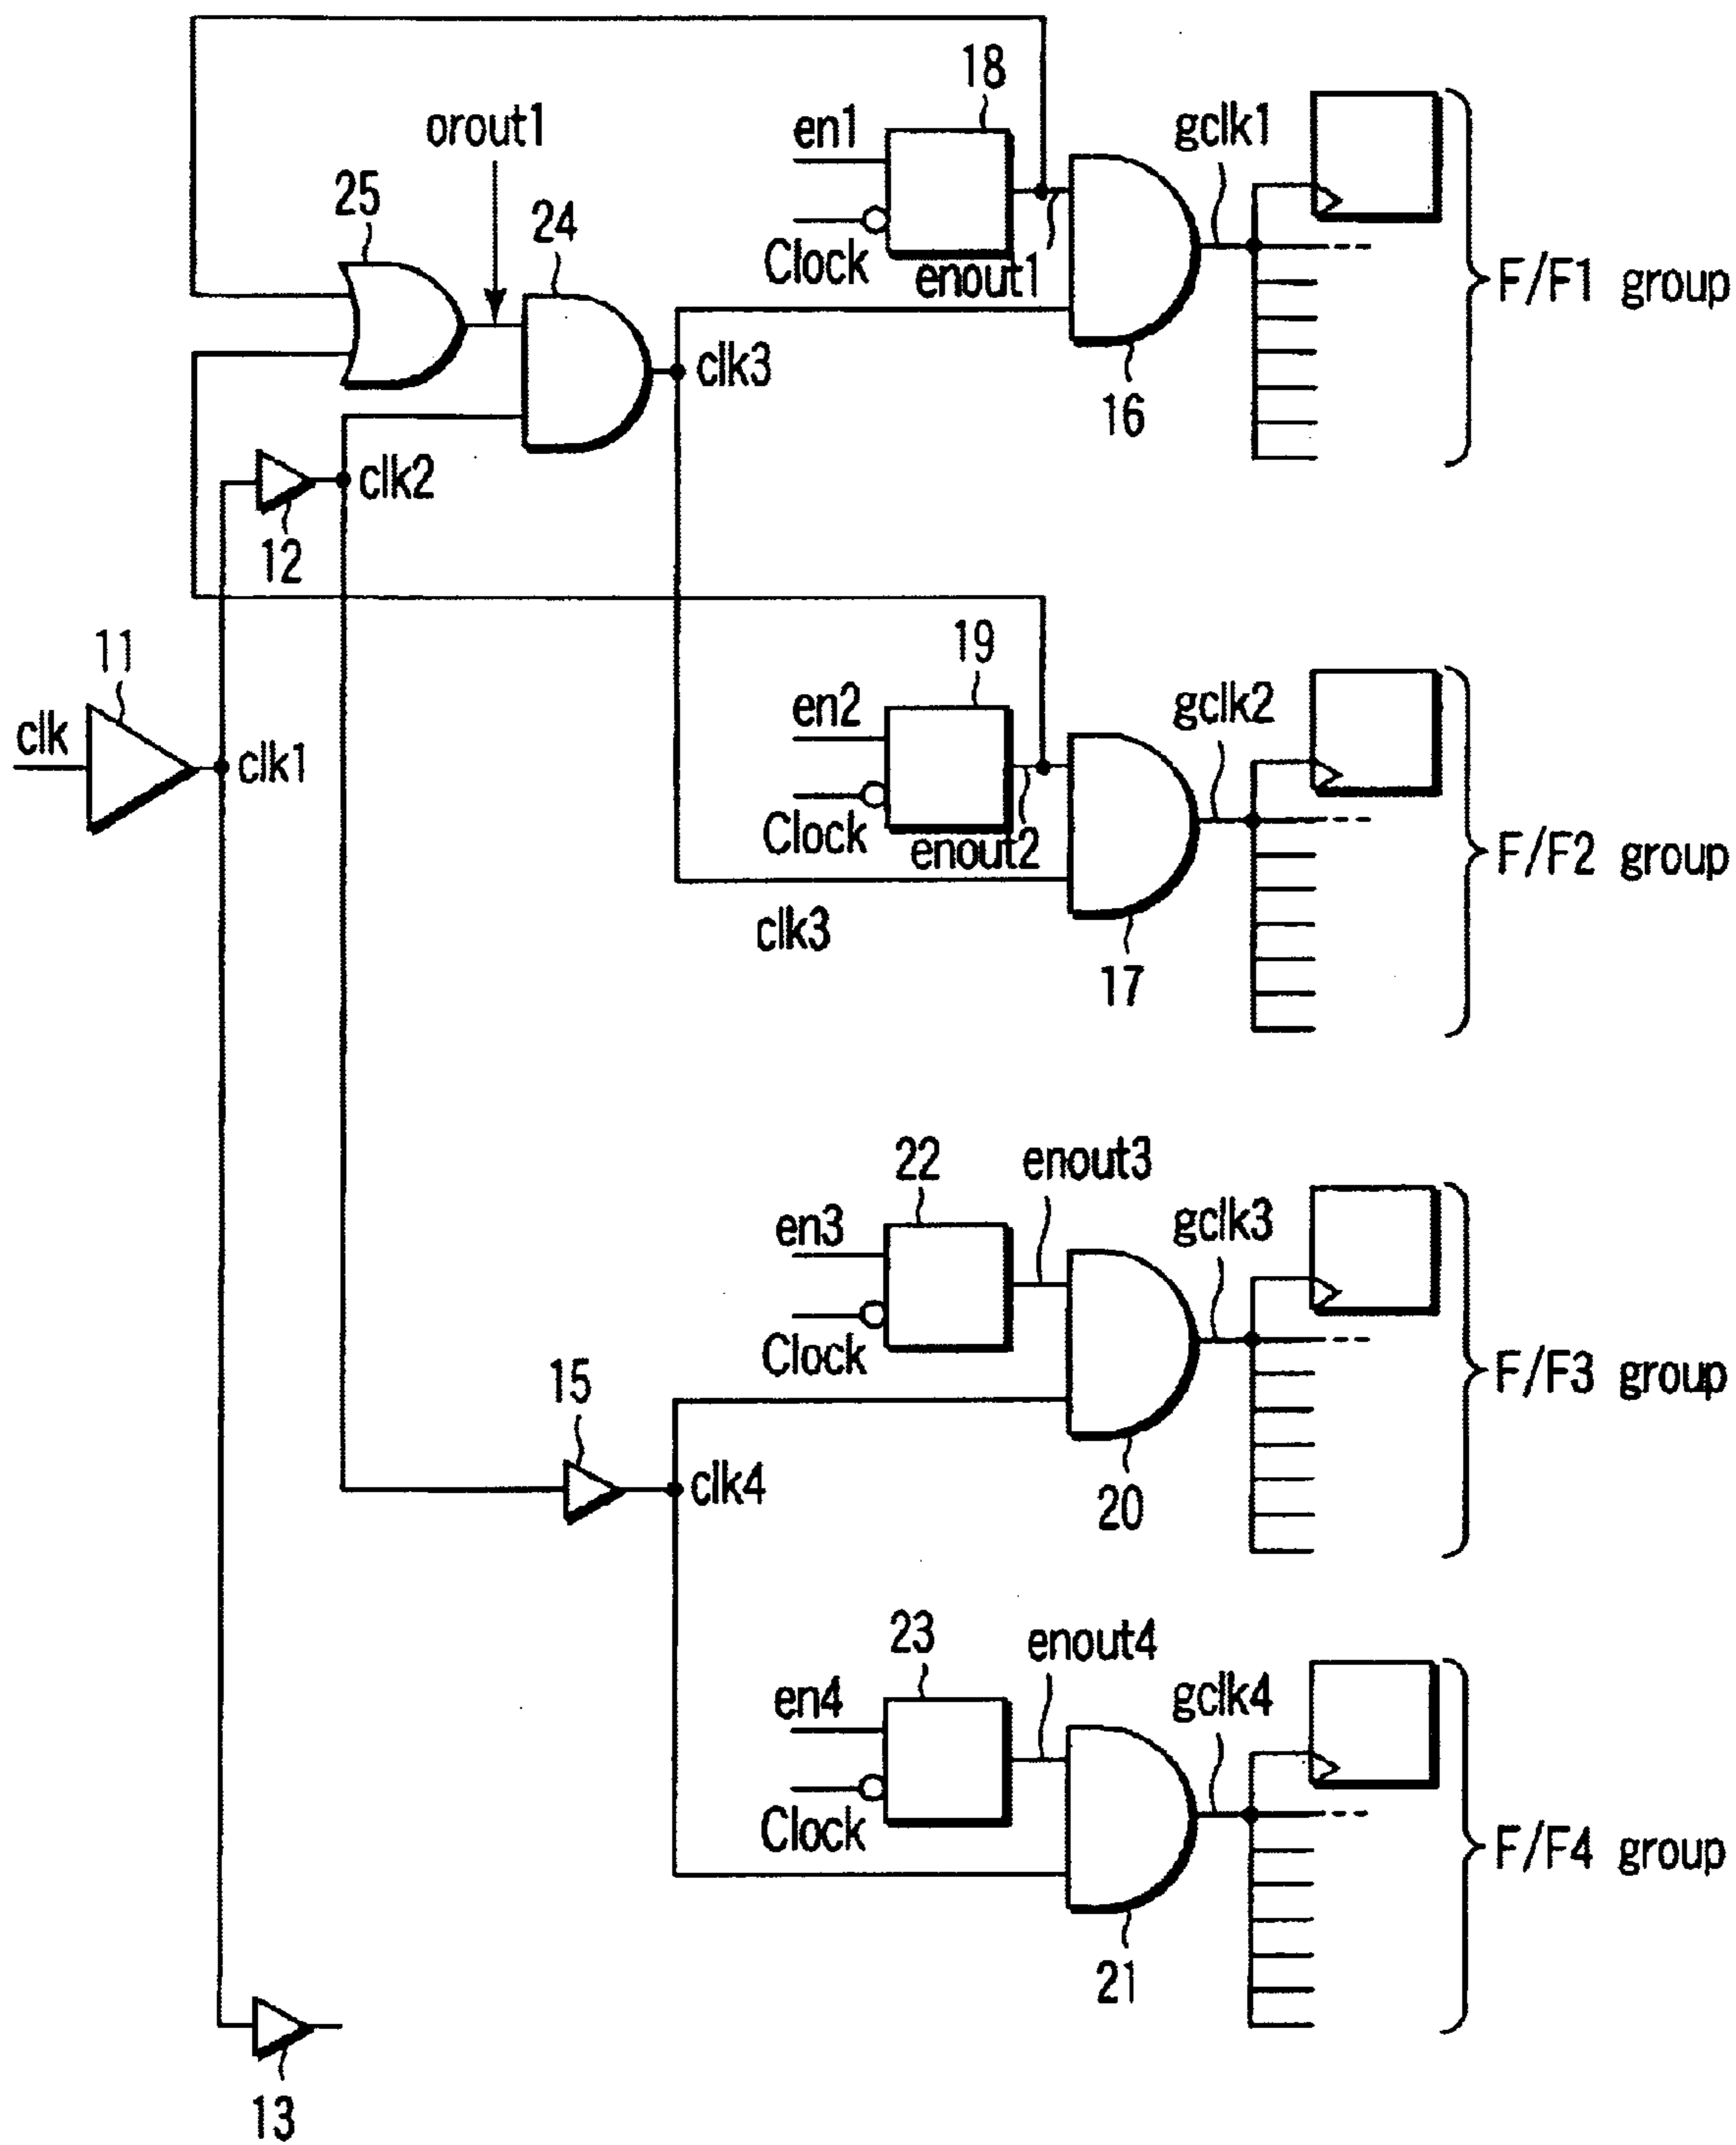 18
en1
gclk1
orout1
25
24
Clock
enout1
F/F1 group
clk3
16
clk2
12
11
19
en2
gclk2
clk
clk1
Clock
enout2
F/F2 group
clk3
17
22
enout3
en3
gclk3
Clock
15
F/F3 group
clk4
20
23
enout4
en4
gclk4
Clock
F/F4 group
21
13